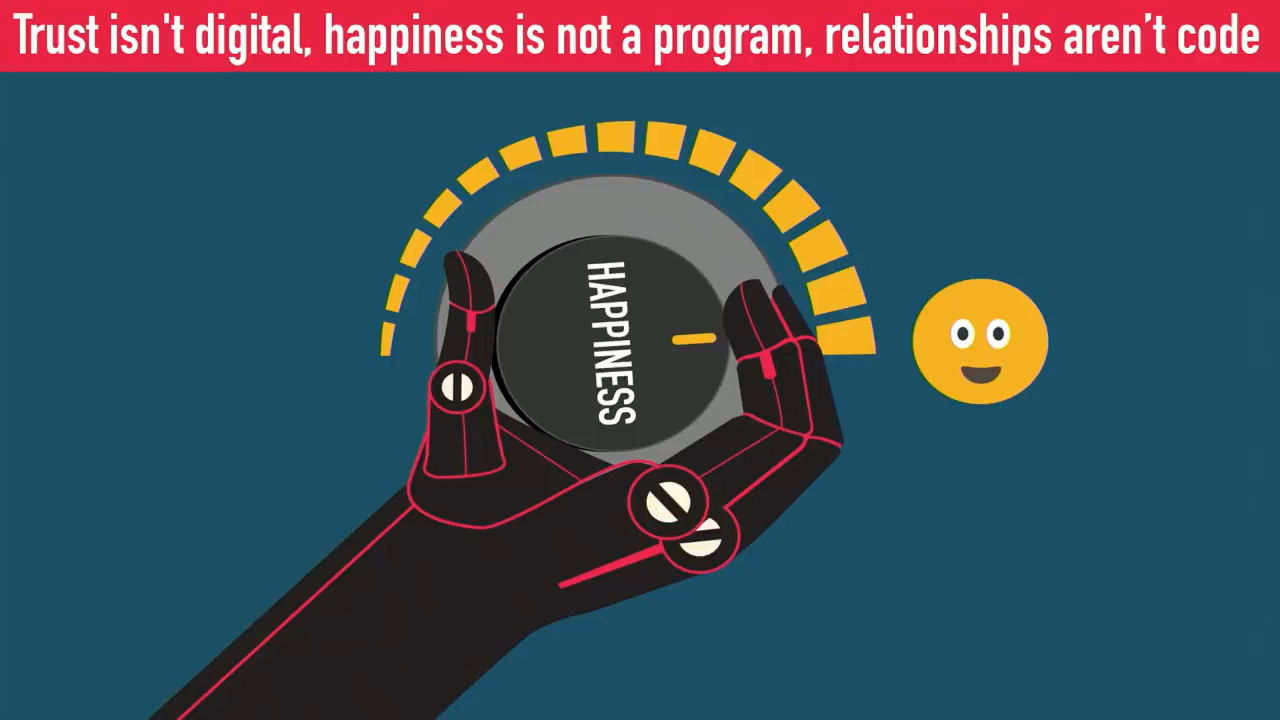 Trust isn't digital, happiness is not a program, relationships aren’t code
HAPPINESS